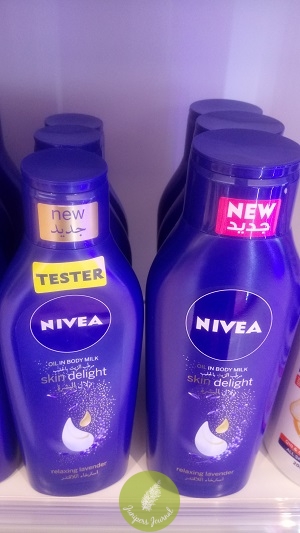 new
جديد
TESTER
NIVEA
OIL IN BODY MILK
skin delight
relaxing lavender
NEW
جديد
NIVEA
OIL IN BODY MILK
skin delight
relaxing lavender
Junipers Journal